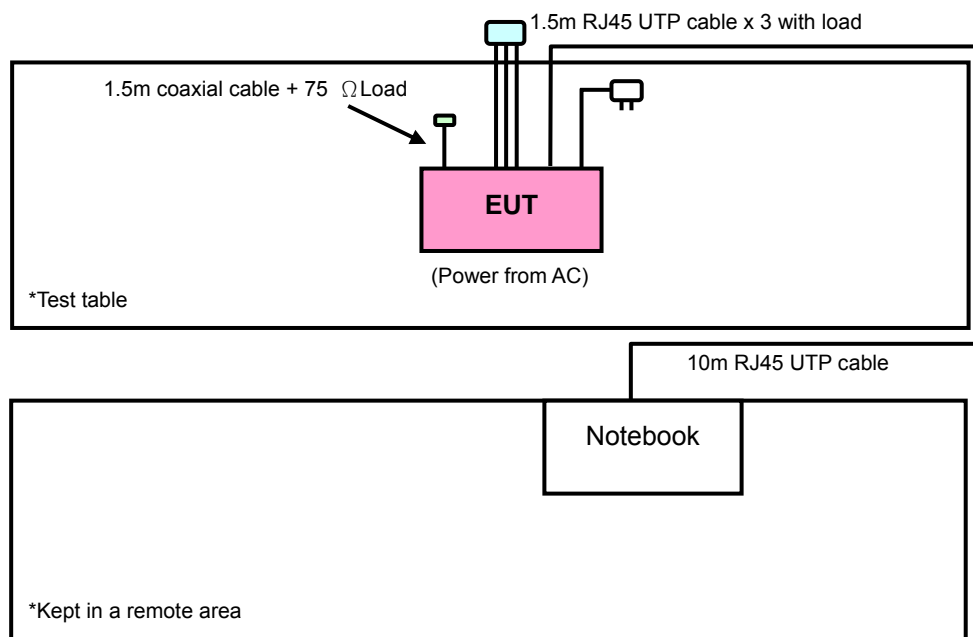 1.5m RJ45 UTP cable x 3 with load
1.5m coaxial cable + 75 Ω Load
EUT
(Power from AC)
*Test table
10m RJ45 UTP cable
Notebook
*Kept in a remote area